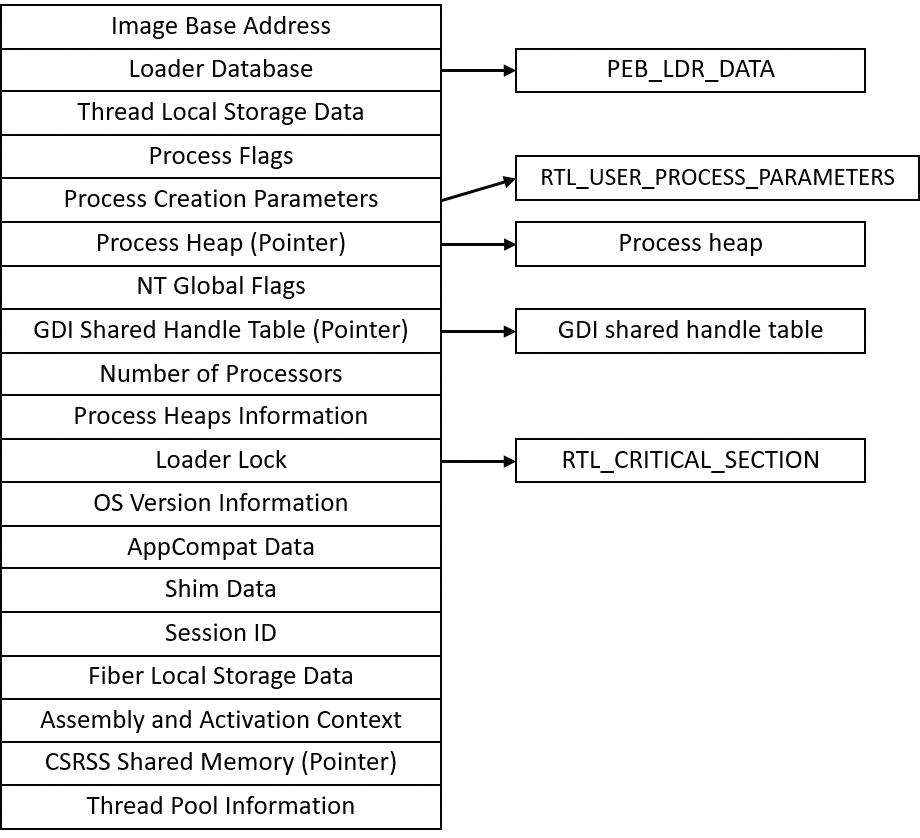 Image Base Address
Loader Database
PEB_LDR_DATA
Thread Local Storage Data
Process Flags
Process Creation Parameters
RTL_USER_PROCESS_PARAMETERS
Process Heap (Pointer)
Process heap
NT Global Flags
GDI Shared Handle Table (Pointer)
GDI shared handle table
Number of Processors
Process Heaps Information
Loader Lock
RTL_CRITICAL_SECTION
OS Version Information
AppCompat Data
Shim Data
Session ID
Fiber Local Storage Data
Assembly and Activation Context
CSRSS Shared Memory (Pointer)
Thread Pool Information